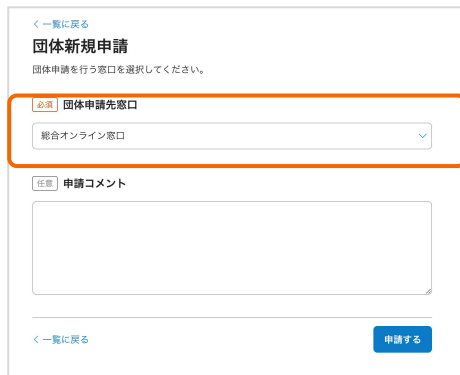 〈 一覧に戻る
団体新規申請
団体申請を行う窓口を選択してください。
必須 団体申請先窓口
総合オンライン窓口
任意 申請コメント
〈 一覧に戻る
申請する